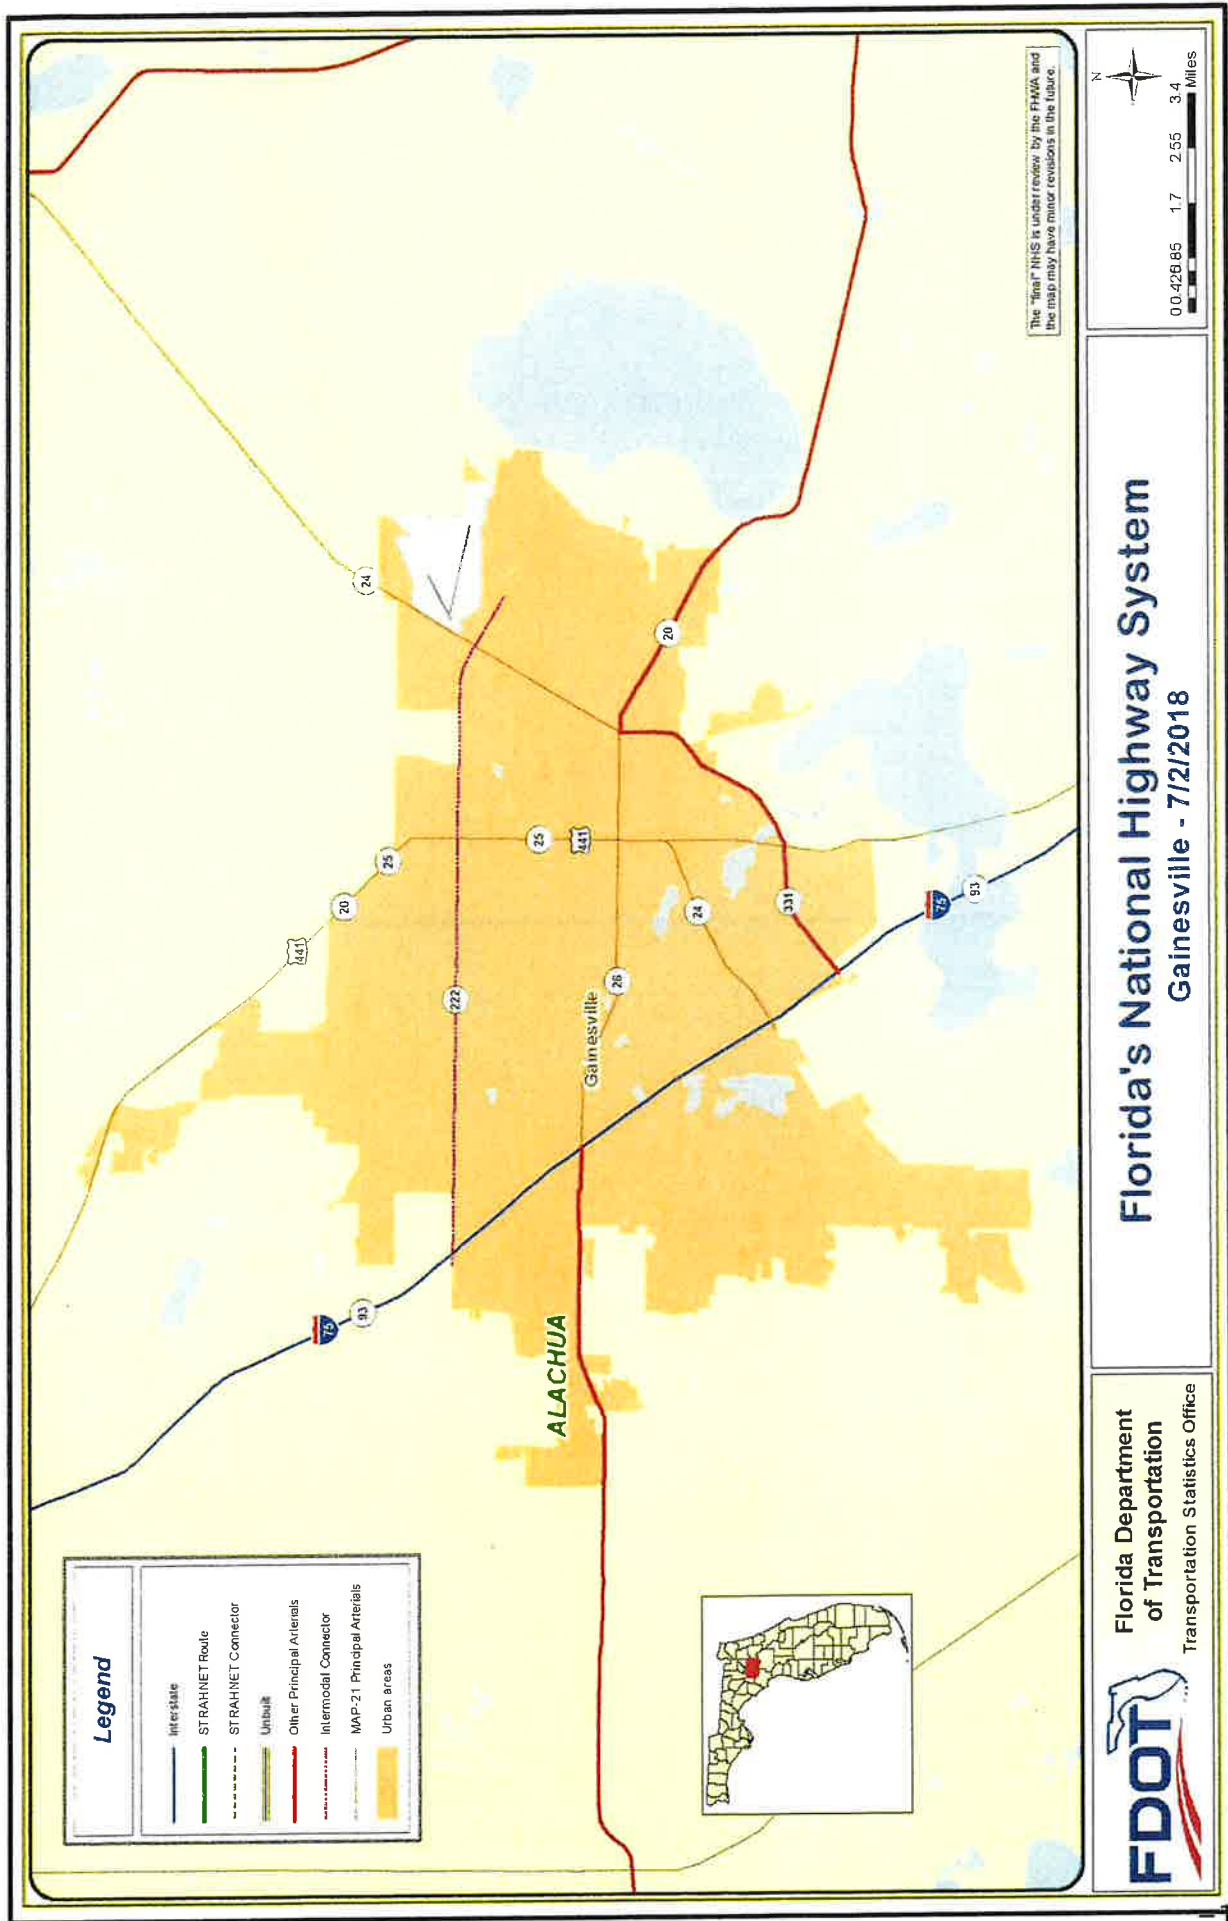 Legend
Interstate
STRAHNET Route
STRAHNET Connector
Unbuilt
Other Principal Arterials
Intermodal Connector
MAP-21 Principal Arterials
Urban areas
75
93
441
20
25
25
441
24
222
Gainesville
26
ALACHUA
24
331
20
75
93
The "final" NHS is under review by the FHWA and
the map may have minor revisions in the future.
FDOT
Florida Department
of Transportation
Transportation Statistics Office
Florida's National Highway System
Gainesville - 7/2/2018
N
0 0.425 0.85 1.7 2.55 3.4
Miles